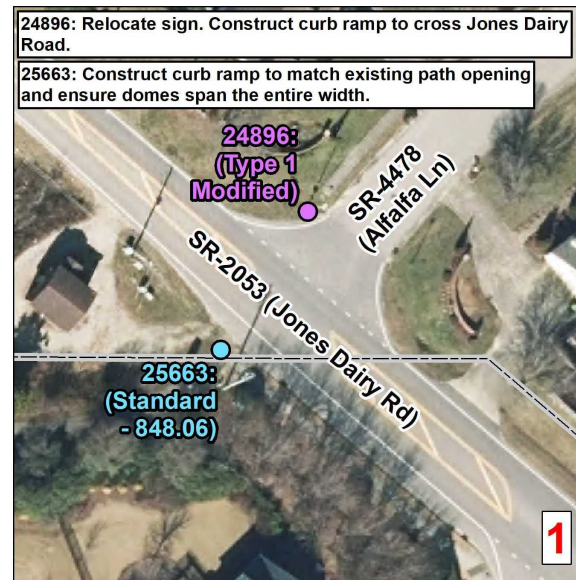 24896: Relocate sign. Construct curb ramp to cross Jones Dairy
Road.
25663: Construct curb ramp to match existing path opening
and ensure domes span the entire width.
24896:
(Type 1
Modified)
SR-4478
(Alfalfa Ln)
SR-2053 (Jones Dairy Rd)
25663:
(Standard
- 848.06)
1